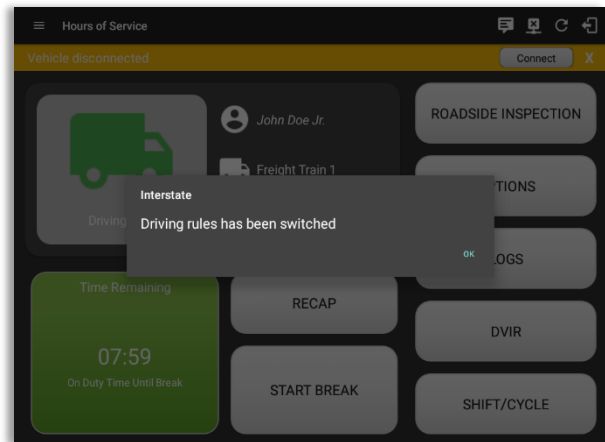 Hours of Service
Vehicle disconnected
Connect
X
John Doe Jr.
Freight Train 1
Driving
Interstate
Driving rules has been switched
OK
ROADSIDE INSPECTION
TIONS
LOGS
DVIR
SHIFT/CYCLE
Time Remaining
07:59
On Duty Time Until Break
RECAP
START BREAK